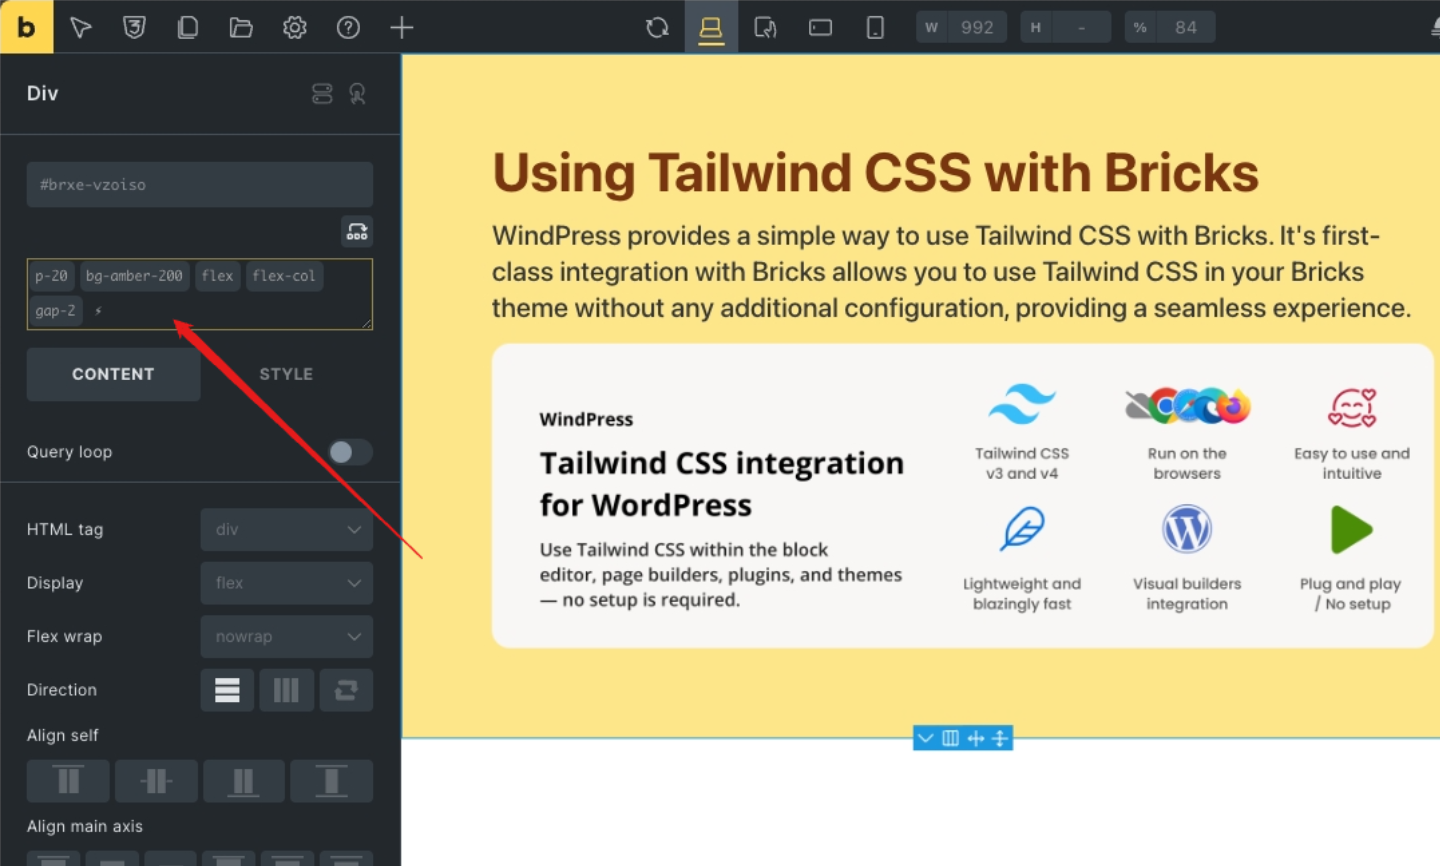 b
W 992 H - % 84
Div
#brxe-vzoiso
p-20 bg-amber-200 flex flex-col
gap-2
CONTENT STYLE
Query loop
HTML tag div
Display flex
Flex wrap nowrap
Direction
Align self
Align main axis
Using Tailwind CSS with Bricks
WindPress provides a simple way to use Tailwind CSS with Bricks. It's first-
class integration with Bricks allows you to use Tailwind CSS in your Bricks
theme without any additional configuration, providing a seamless experience.
WindPress
Tailwind CSS integration
for WordPress
Use Tailwind CSS within the block
editor, page builders, plugins, and themes
— no setup is required.
Tailwind CSS
v3 and v4
Run on the
browsers
Easy to use and
intuitive
Lightweight and
blazingly fast
Visual builders
integration
Plug and play
/ No setup